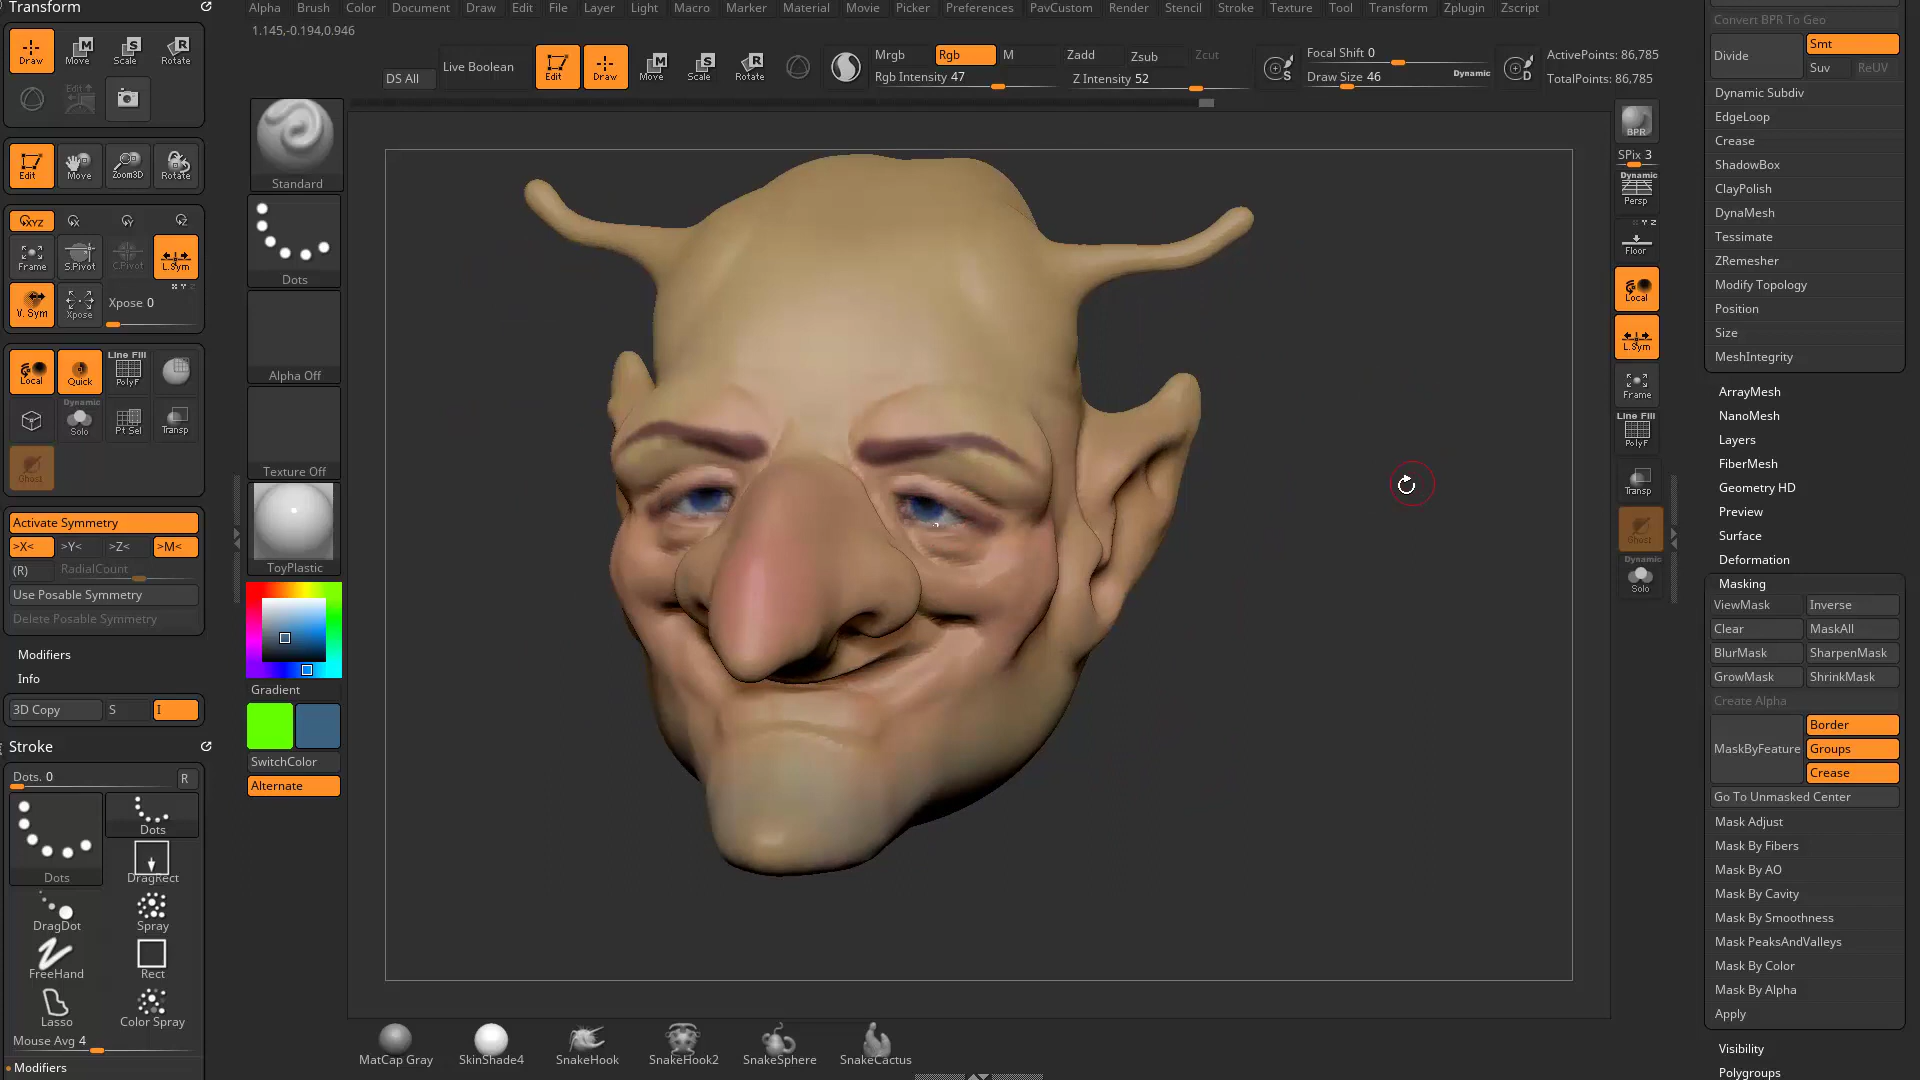 Transform
Alpha Brush Color Document Draw Edit File Layer Light Macro Marker Material Movie Picker Preferences PavCustom Render Stencil Stroke Texture Tool Transform Zplugin Zscript
1.145,-0.194,0.946
Draw Move Scale Rotate
Edit
DS All
Live Boolean
Edit Draw Move Scale Rotate
Mrgb Rgb M
Rgb Intensity 47
Zadd Zsub Zcut
Z Intensity 52
Focal Shift 0
Draw Size 46 Dynamic
S
D
ActivePoints: 86,785
TotalPoints: 86,785
Edit Move Zoom3D Rotate
XYZ X Y Z
Frame S.Pivot C.Pivot L.Sym
V. Sym Xpose
Xpose 0
Local Quick
Line Fill
PolyF
Dynamic
Solo Pt Sel Transp
Ghost
Activate Symmetry
>X< >Y< >Z< >M<
(R) RadialCount
Use Posable Symmetry
Delete Posable Symmetry
Modifiers
Info
3D Copy S I
Stroke
Dots. 0 R
Dots
Dots
DragRect
DragDot
Spray
FreeHand
Rect
Lasso
Color Spray
Mouse Avg 4
Modifiers
Standard
Dots
Alpha Off
Texture Off
ToyPlastic
Gradient
SwitchColor
Alternate
MatCap Gray SkinShade4 SnakeHook SnakeHook2 SnakeSphere SnakeCactus
BPR
SPix 3
Dynamic
Persp
X Y Z
Floor
Local
L.Sym
Frame
Line Fill
PolyF
Transp
Ghost
Dynamic
Solo
Convert BPR To Geo
Divide
Smt
Suv ReUV
Dynamic Subdiv
EdgeLoop
Crease
ShadowBox
ClayPolish
DynaMesh
Tessimate
ZRemesher
Modify Topology
Position
Size
MeshIntegrity
ArrayMesh
NanoMesh
Layers
FiberMesh
Geometry HD
Preview
Surface
Deformation
Masking
ViewMask Inverse
Clear MaskAll
BlurMask SharpenMask
GrowMask ShrinkMask
Create Alpha
MaskByFeature
Border
Groups
Crease
Go To Unmasked Center
Mask Adjust
Mask By Fibers
Mask By AO
Mask By Cavity
Mask By Smoothness
Mask PeaksAndValleys
Mask By Color
Mask By Alpha
Apply
Visibility
Polygroups